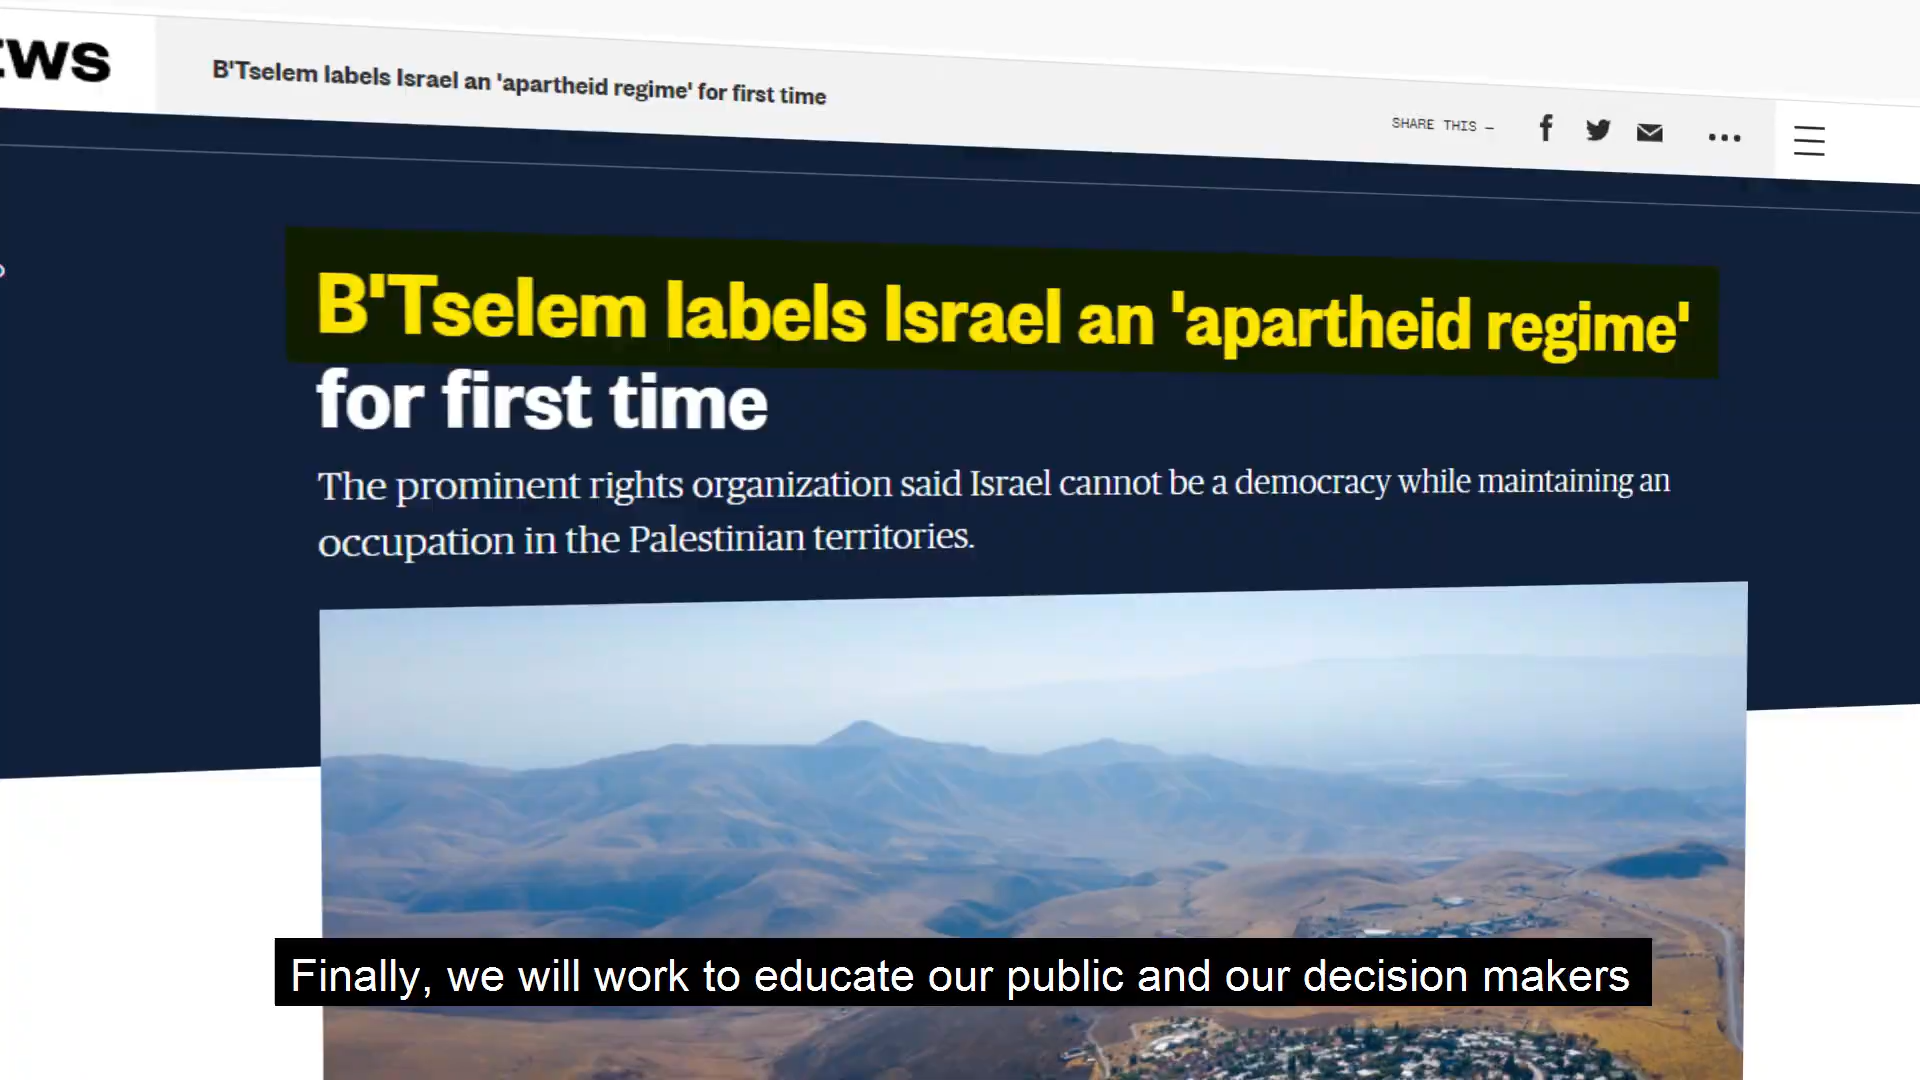 B'Tselem labels Israel an 'apartheid regime' for first time
SHARE THIS —
B'Tselem labels Israel an 'apartheid regime'
for first time
The prominent rights organization said Israel cannot be a democracy while maintaining an
occupation in the Palestinian territories.
Finally, we will work to educate our public and our decision makers